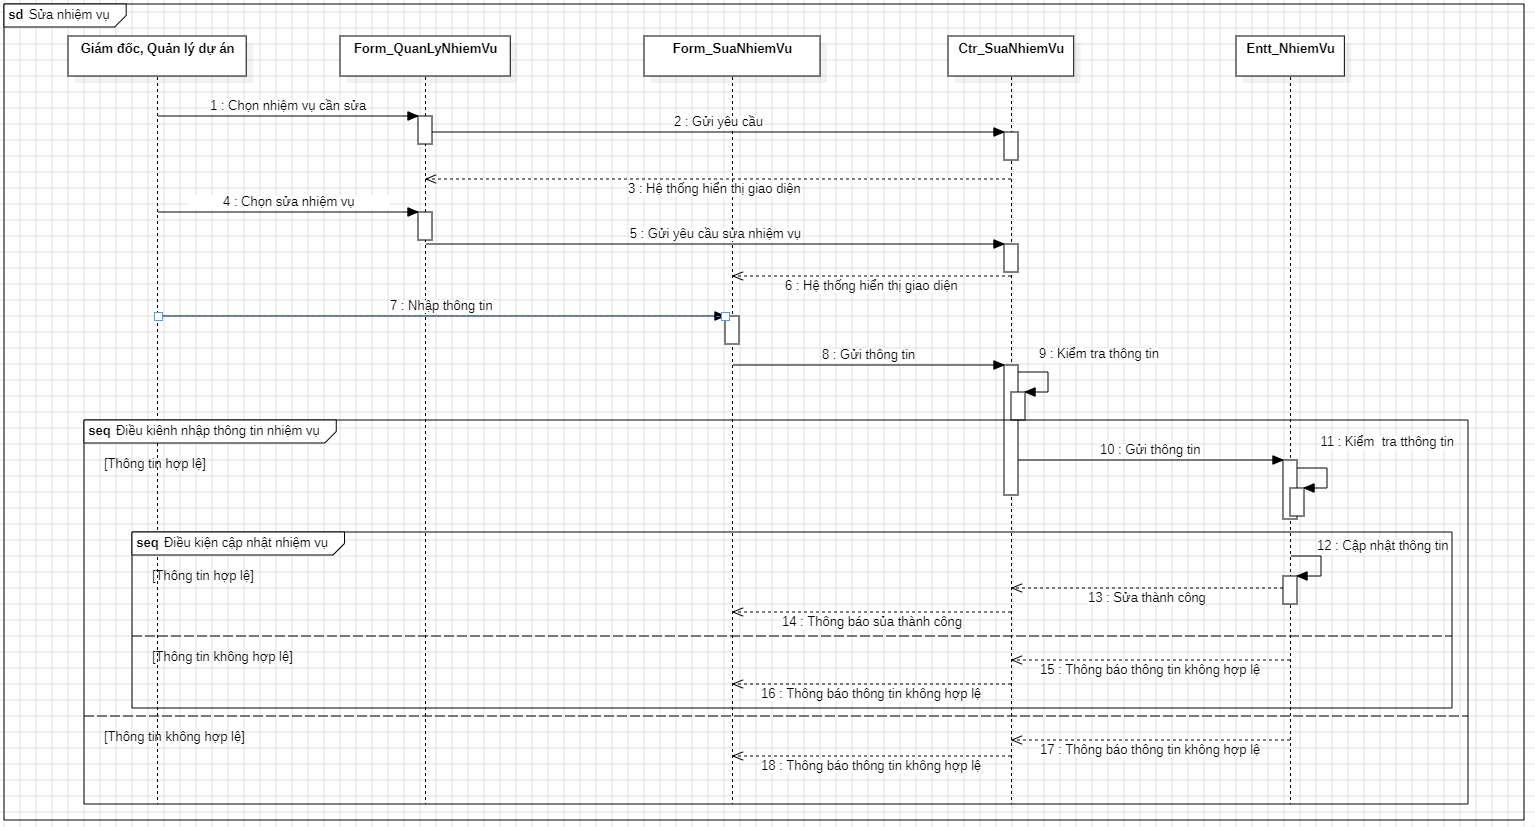 sd Sửa nhiệm vụ
Giám đốc, Quản lý dự án
Form_QuanLyNhiemVu
Form_SuaNhiemVu
Ctr_SuaNhiemVu
Entt_NhiemVu
1 : Chọn nhiệm vụ cần sửa
2 : Gửi yêu cầu
3 : Hệ thống hiển thị giao diện
4 : Chọn sửa nhiệm vụ
5 : Gửi yêu cầu sửa nhiệm vụ
6 : Hệ thống hiển thị giao diện
7 : Nhập thông tin
8 : Gửi thông tin
9 : Kiểm tra thông tin
seq Điều kiênh nhập thông tin nhiệm vụ
[Thông tin hợp lệ]
10 : Gửi thông tin
11 : Kiểm  tra tthông tin
seq Điều kiện cập nhật nhiệm vụ
12 : Cập nhật thông tin
[Thông tin hợp lệ]
13 : Sửa thành công
14 : Thông báo sủa thành công
[Thông tin không hợp lệ]
15 : Thông báo thông tin không hợp lệ
16 : Thông báo thông tin không hợp lệ
[Thông tin không hợp lệ]
17 : Thông báo thông tin không hợp lệ
18 : Thông báo thông tin không hợp lệ